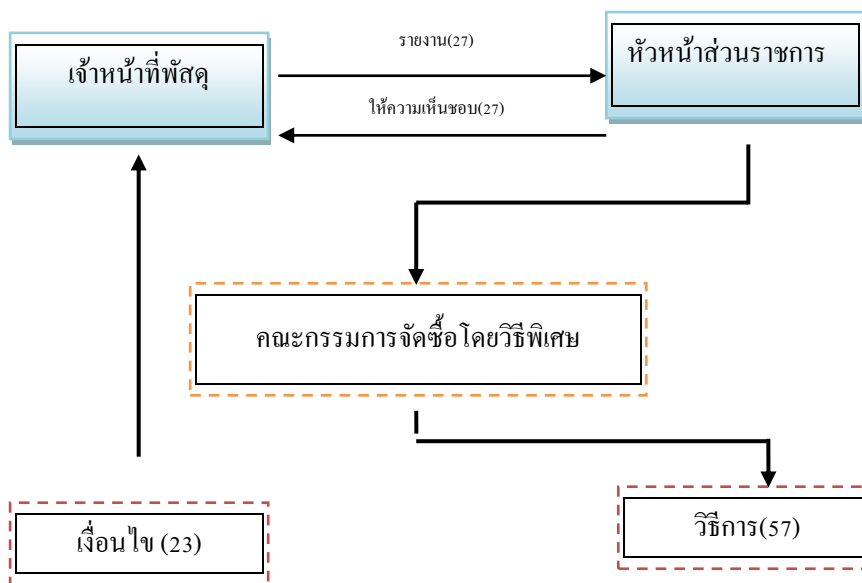 รายงาน(27)
หัวหน้าส่วนราชการ
เจ้าหน้าที่พัสดุ
ให้ความเห็นชอบ(27)
คณะกรรมการจัดซื้อโดยวิธีพิเศษ
เงื่อนไข (23)
วิธีการ(57)